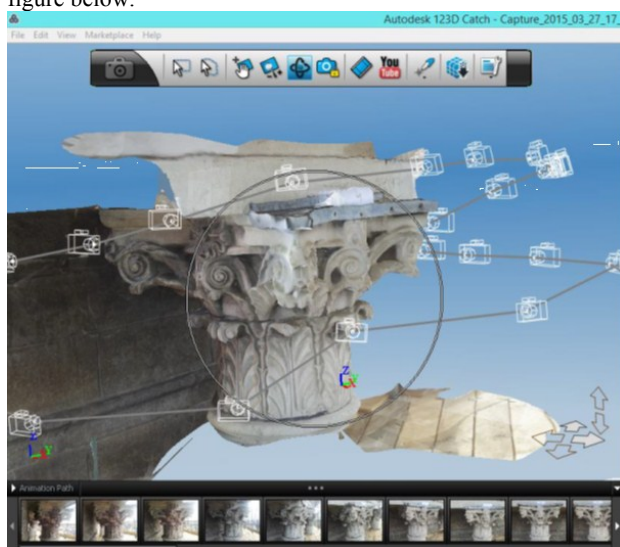 figure below.
Autodesk 123D Catch - Capture_2015_03_27_17_
File Edit View Marketplace Help
You
Tube
Z
Animation Path